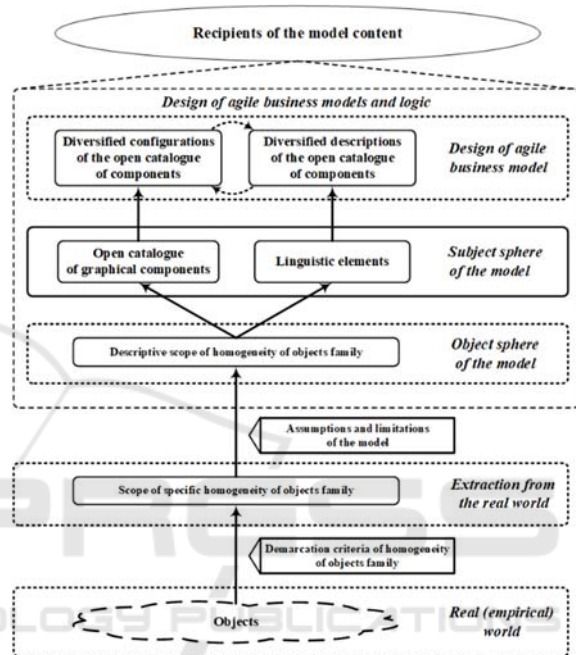 Recipients of the model content
Design of agile business models and logic
Diversified configurations
of the open catalogue
of components
Diversified descriptions
of the open catalogue
of components
Design of agile
business model
Open catalogue
of graphical components
Linguistic elements
Subject sphere
of the model
Descriptive scope of homogeneity of objects family
Object sphere
of the model
Assumptions and limitations
of the model
Scope of specific homogeneity of objects family
Extraction from
the real world
Demarcation criteria of homogeneity
of objects family
Objects
Real (empirical)
world
PRESS
OLOGY PUBLICATIONS